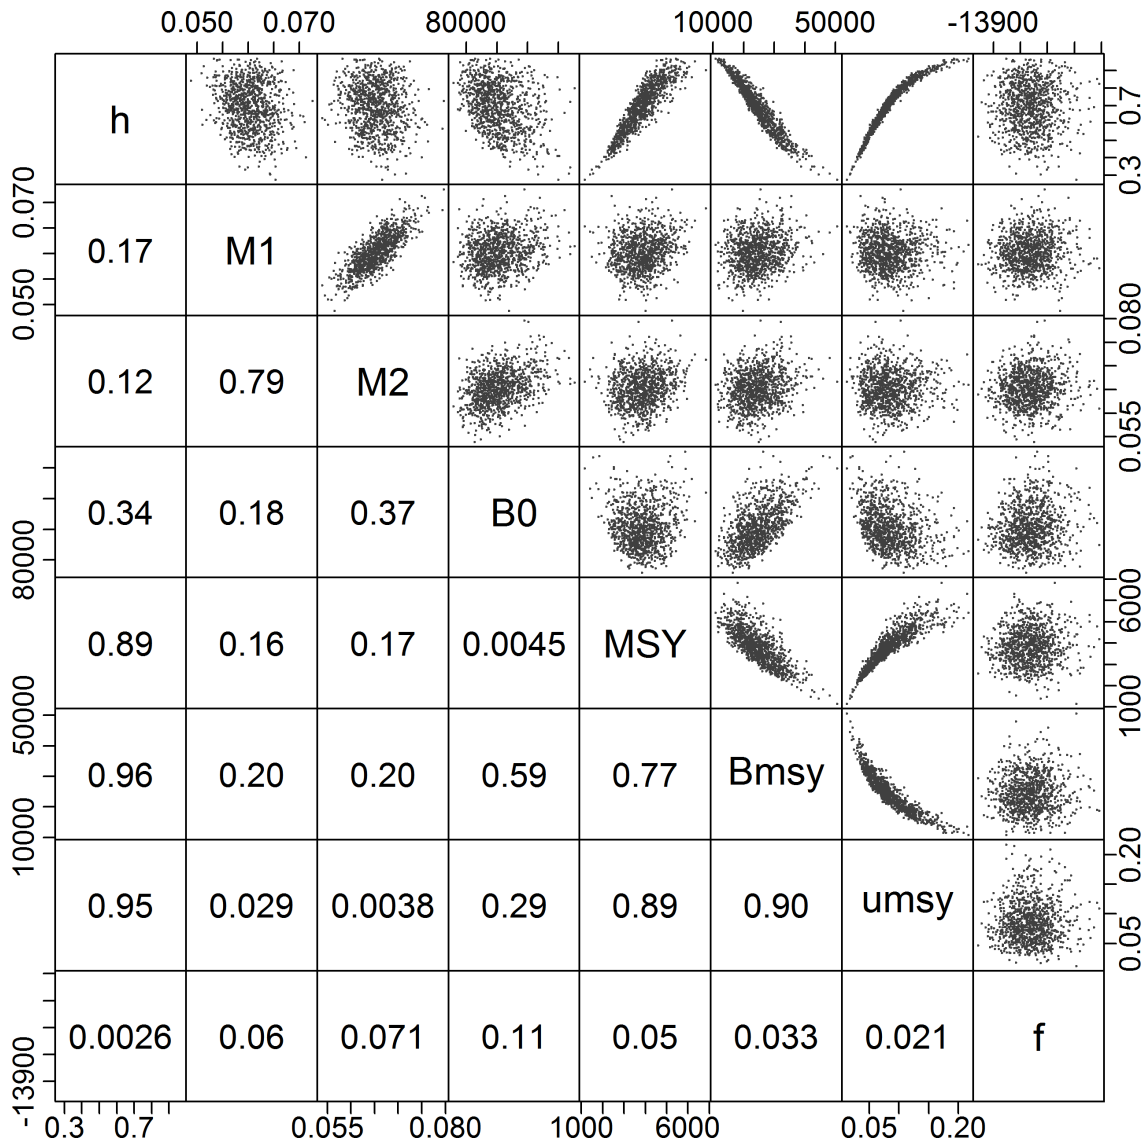 0.050 0.070 80000 10000 50000 -13900
h 0.3 0.7
0.050 0.070 0.17 M1
0.12 0.79 M2 0.055 0.080
80000 0.34 0.18 0.37 B0
0.89 0.16 0.17 0.0045 MSY 1000 6000
10000 50000 0.96 0.20 0.20 0.59 0.77 Bmsy
0.95 0.029 0.0038 0.29 0.89 0.90 umsy 0.05 0.20
-13900 0.0026 0.06 0.071 0.11 0.05 0.033 0.021 f
0.3 0.7 0.055 0.080 1000 6000 0.05 0.20